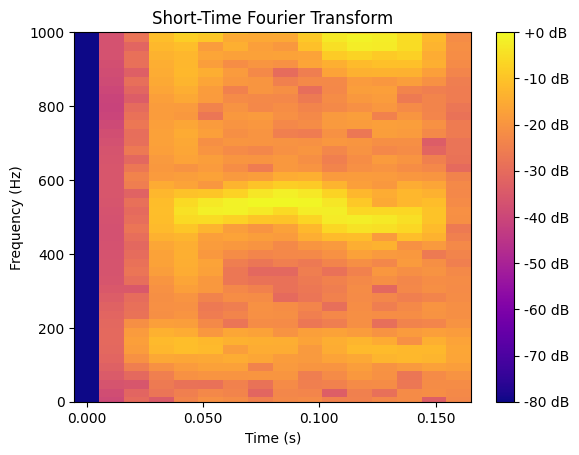 Short-Time Fourier Transform
Frequency (Hz)
1000
800
600
400
200
0
0.000 0.050 0.100 0.150
Time (s)
+0 dB
-10 dB
-20 dB
-30 dB
-40 dB
-50 dB
-60 dB
-70 dB
-80 dB